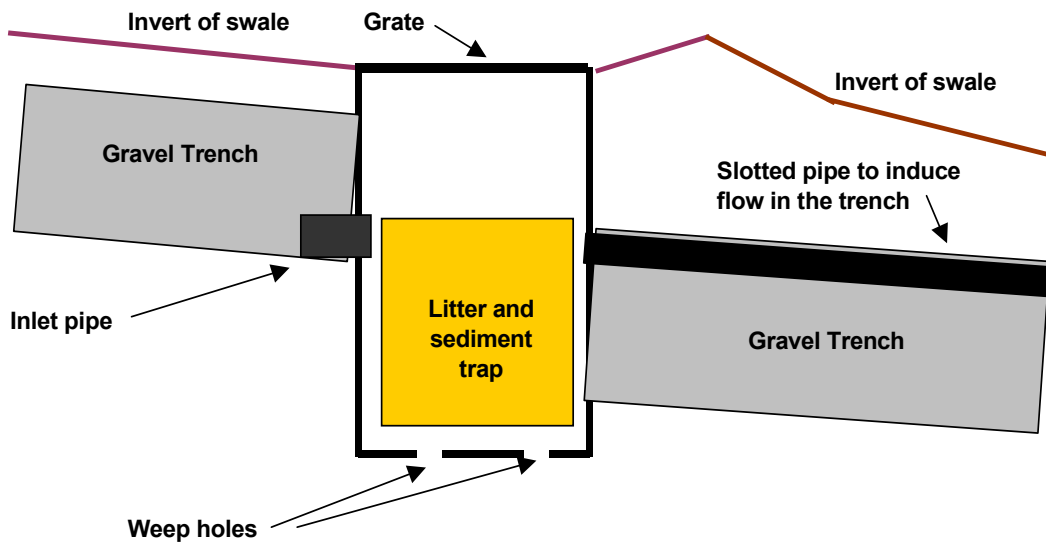 Invert of swale
Grate
Invert of swale
Gravel Trench
Slotted pipe to induce
flow in the trench
Inlet pipe
Litter and
sediment
trap
Gravel Trench
Weep holes